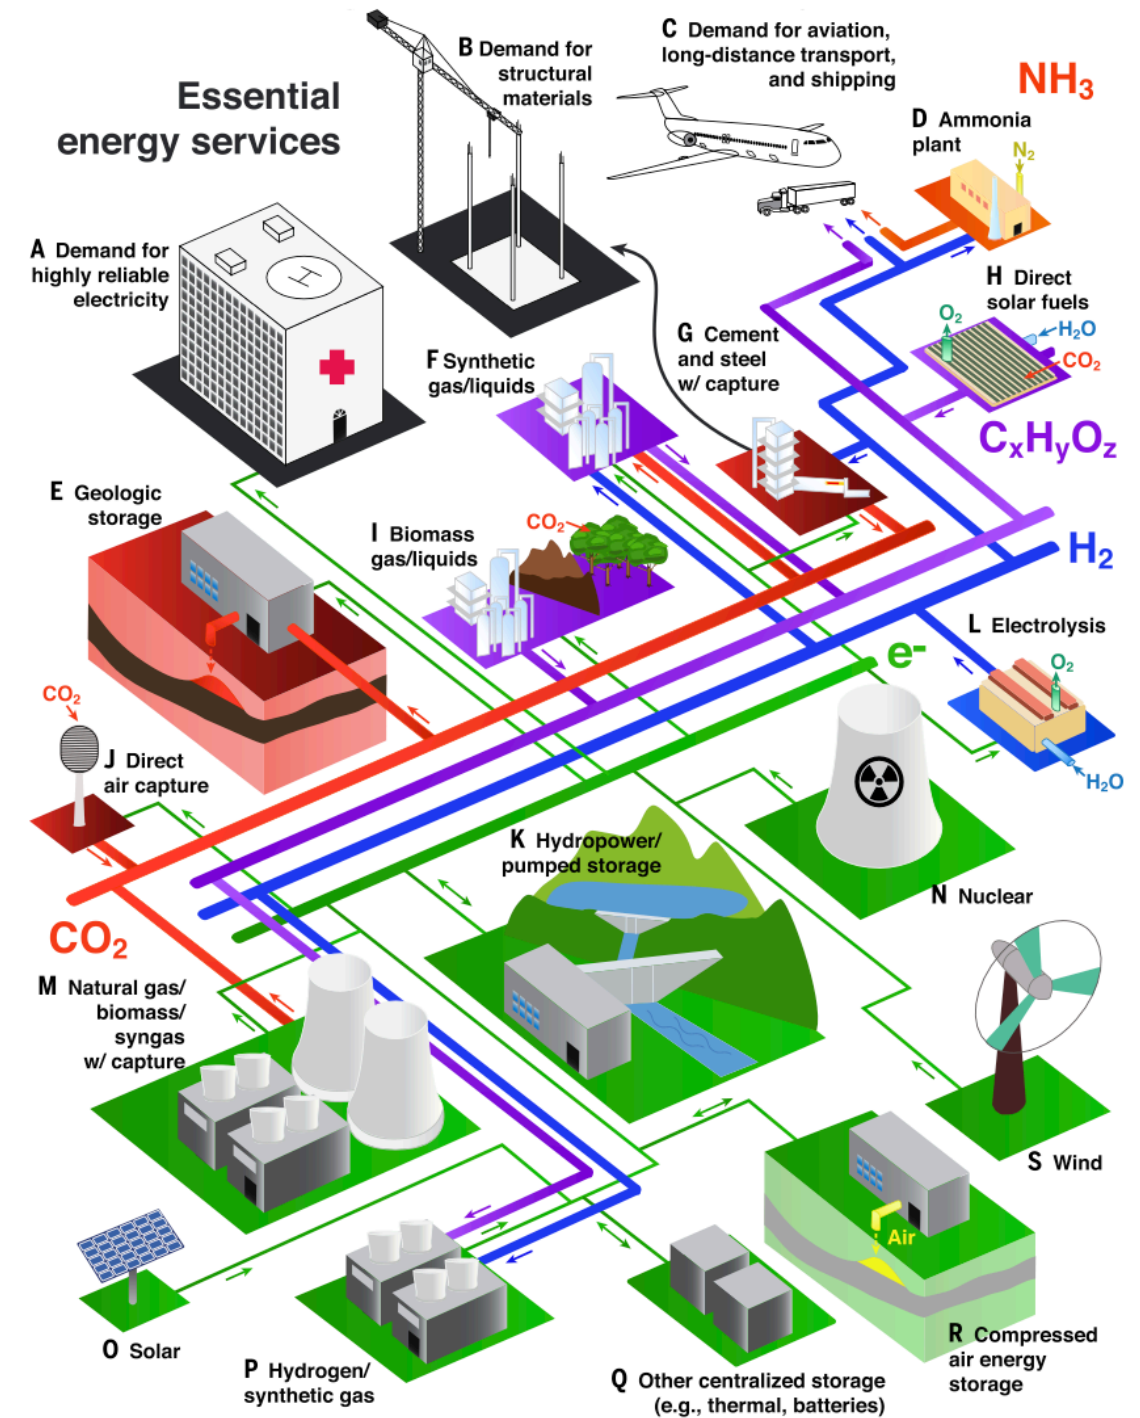 Essential
energy services
A Demand for
highly reliable
electricity
B Demand for
structural
materials
C Demand for aviation,
long-distance transport,
and shipping
NH3
D Ammonia
plant
N2
H Direct
solar fuels
O2
H2O
CO2
CxHyOz
G Cement
and steel
w/ capture
F Synthetic
gas/liquids
E Geologic
storage
I Biomass
gas/liquids
CO2
H2
L Electrolysis
O2
H2O
e-
CO2
J Direct
air capture
K Hydropower/
pumped storage
N Nuclear
CO2
M Natural gas/
biomass/
syngas
w/ capture
S Wind
Air
O Solar
P Hydrogen/
synthetic gas
Q Other centralized storage
(e.g., thermal, batteries)
R Compressed
air energy
storage
H